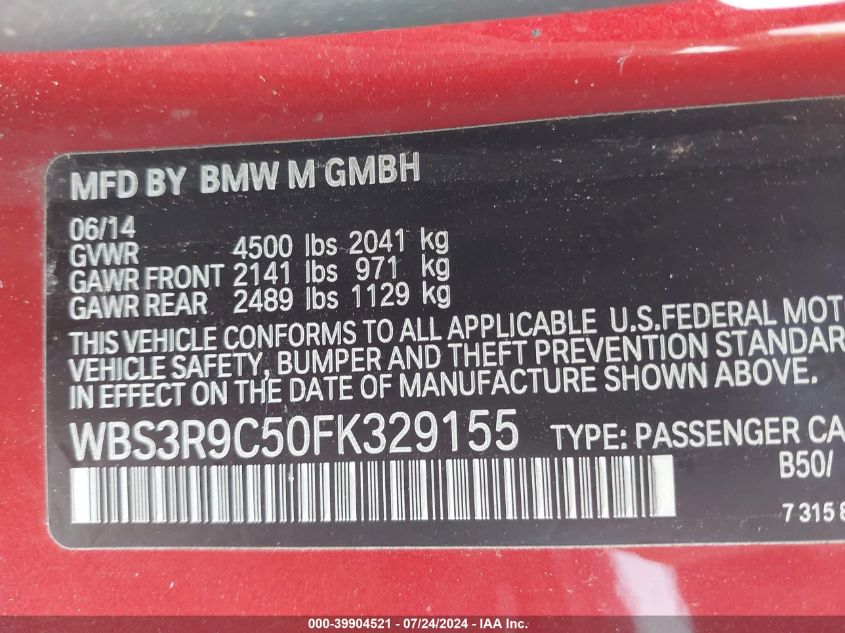 MFD BY BMW M GMBH
06/14
GVWR 4500 lbs 2041 kg
GAWR FRONT 2141 lbs 971 kg
GAWR REAR 2489 lbs 1129 kg
THIS VEHICLE CONFORMS TO ALL APPLICABLE U.S.FEDERAL MOT
VEHICLE SAFETY, BUMPER AND THEFT PREVENTION STANDAR
IN EFFECT ON THE DATE OF MANUFACTURE SHOWN ABOVE.
WBS3R9C50FK329155 TYPE: PASSENGER CA
B50/
7 315 8
000-39904521 - 07/24/2024 - IAA Inc.